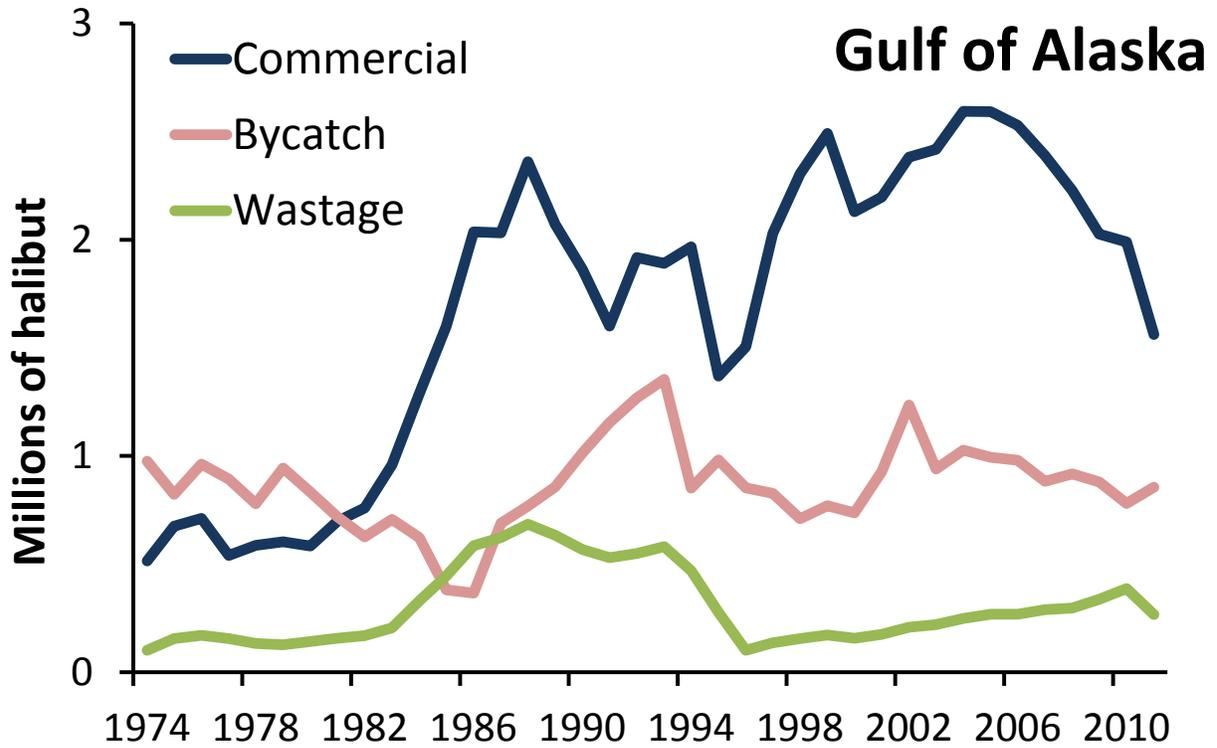 Gulf of Alaska
Commercial
Bycatch
Wastage
Millions of halibut
3
2
1
0
1974 1978 1982 1986 1990 1994 1998 2002 2006 2010